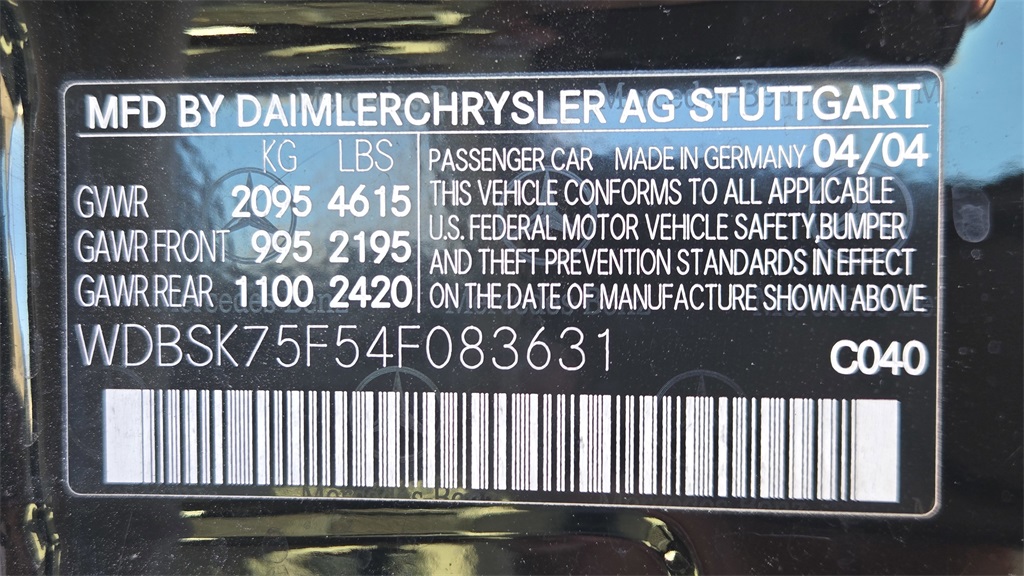 MFD BY DAIMLERCHRYSLER AG STUTTGART
KG LBS
GVWR 2095 4615
GAWR FRONT 995 2195
GAWR REAR 1100 2420
PASSENGER CAR MADE IN GERMANY 04/04
THIS VEHICLE CONFORMS TO ALL APPLICABLE
U.S. FEDERAL MOTOR VEHICLE SAFETY, BUMPER
AND THEFT PREVENTION STANDARDS IN EFFECT
ON THE DATE OF MANUFACTURE SHOWN ABOVE
WDBSK75F54F083631
C040
Mercedes-Benz